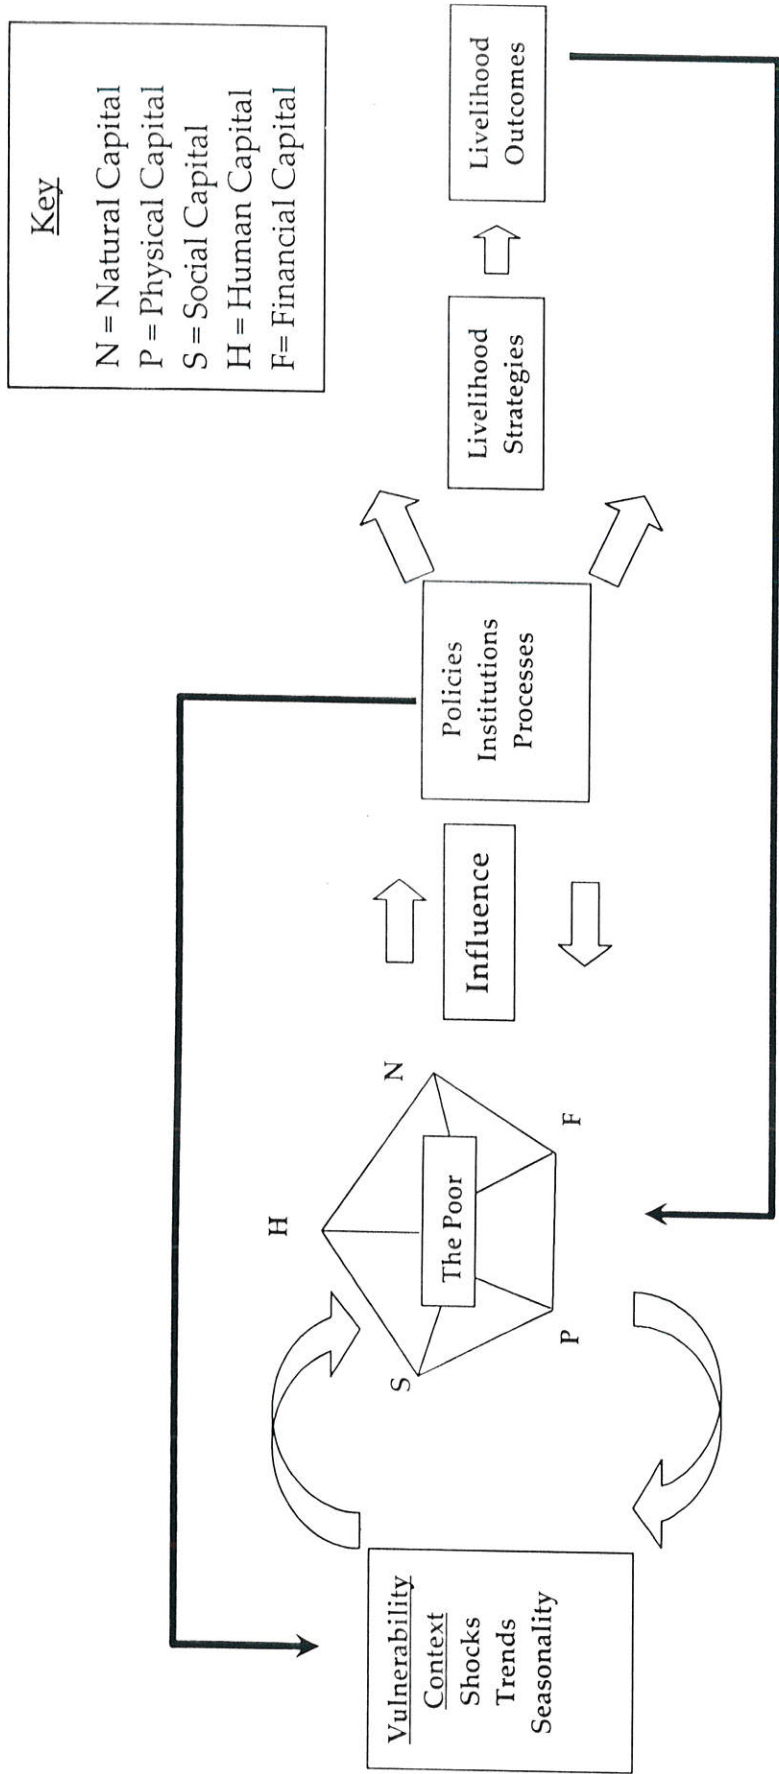 Key
N = Natural Capital
P = Physical Capital
S = Social Capital
H = Human Capital
F= Financial Capital
Vulnerability
Context
Shocks
Trends
Seasonality
H
S
N
The Poor
P
F
Influence
Policies
Institutions
Processes
Livelihood
Strategies
Livelihood
Outcomes